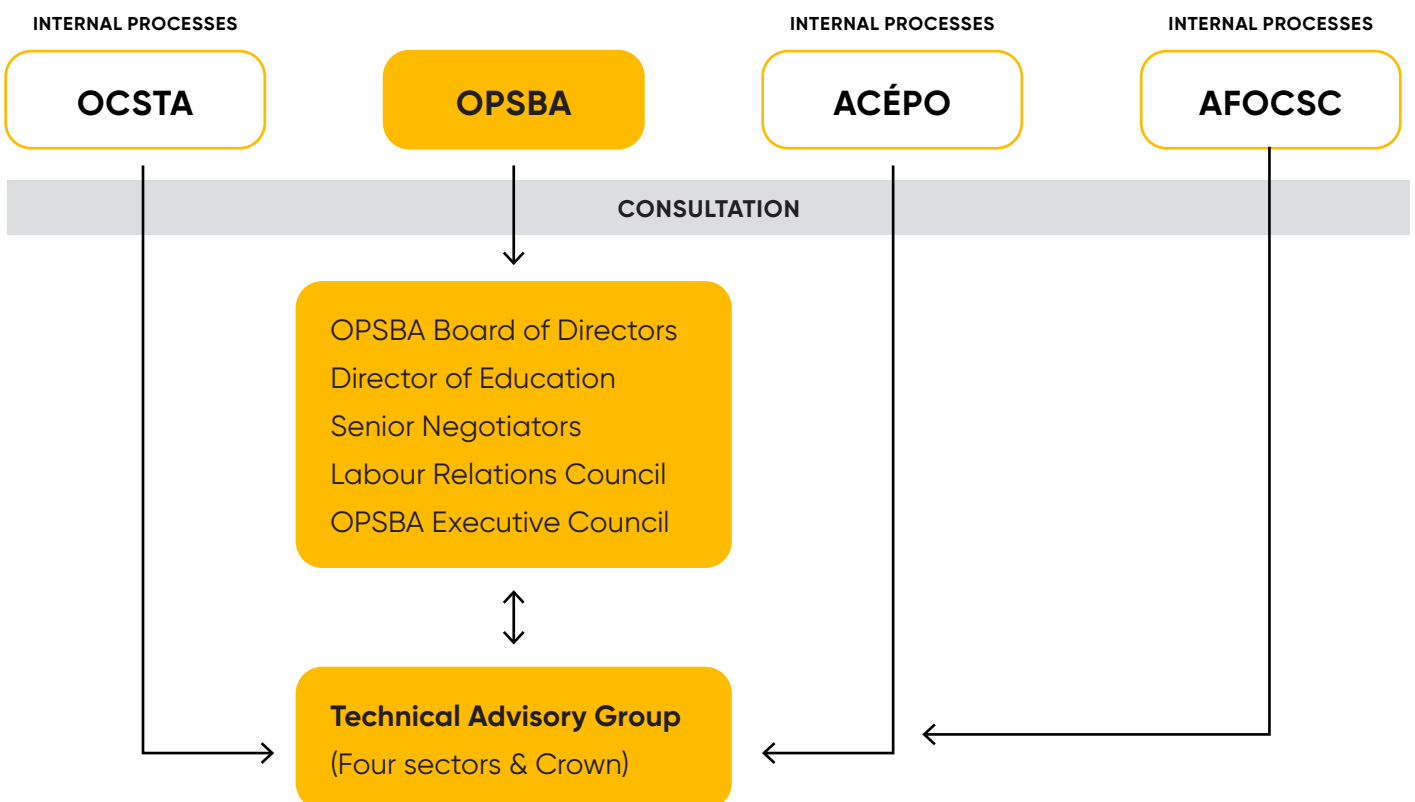 INTERNAL PROCESSES
INTERNAL PROCESSES
INTERNAL PROCESSES
OCSTA
OPSBA
ACÉPO
AFOCSC
CONSULTATION
OPSBA Board of Directors
Director of Education
Senior Negotiators
Labour Relations Council
OPSBA Executive Council
Technical Advisory Group
(Four sectors & Crown)